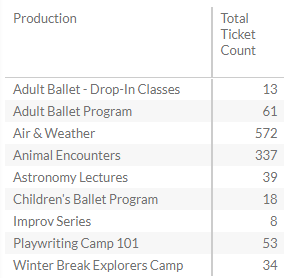 Production Total
Ticket
Count
Adult Ballet - Drop-In Classes 13
Adult Ballet Program 61
Air & Weather 572
Animal Encounters 337
Astronomy Lectures 39
Children's Ballet Program 18
Improv Series 8
Playwriting Camp 101 53
Winter Break Explorers Camp 34